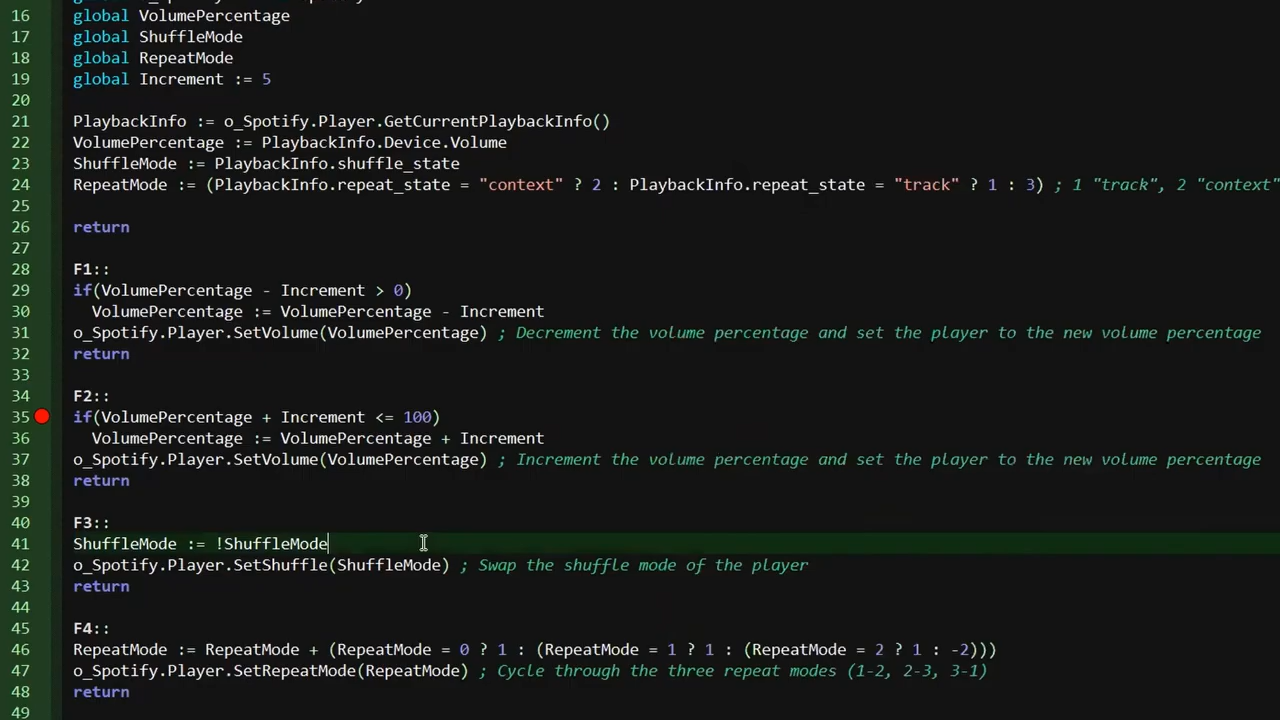 16 global VolumePercentage
17 global ShuffleMode
18 global RepeatMode
19 global Increment := 5
20
21 PlaybackInfo := o_Spotify.Player.GetCurrentPlaybackInfo()
22 VolumePercentage := PlaybackInfo.Device.Volume
23 ShuffleMode := PlaybackInfo.shuffle_state
24 RepeatMode := (PlaybackInfo.repeat_state = "context" ? 2 : PlaybackInfo.repeat_state = "track" ? 1 : 3) ; 1 "track", 2 "context"
25
26 return
27
28 F1::
29 if(VolumePercentage - Increment > 0)
30 VolumePercentage := VolumePercentage - Increment
31 o_Spotify.Player.SetVolume(VolumePercentage) ; Decrement the volume percentage and set the player to the new volume percentage
32 return
33
34 F2::
35 if(VolumePercentage + Increment <= 100)
36 VolumePercentage := VolumePercentage + Increment
37 o_Spotify.Player.SetVolume(VolumePercentage) ; Increment the volume percentage and set the player to the new volume percentage
38 return
39
40 F3::
41 ShuffleMode := !ShuffleMode
42 o_Spotify.Player.SetShuffle(ShuffleMode) ; Swap the shuffle mode of the player
43 return
44
45 F4::
46 RepeatMode := RepeatMode + (RepeatMode = 0 ? 1 : (RepeatMode = 1 ? 1 : (RepeatMode = 2 ? 1 : -2)))
47 o_Spotify.Player.SetRepeatMode(RepeatMode) ; Cycle through the three repeat modes (1-2, 2-3, 3-1)
48 return
49